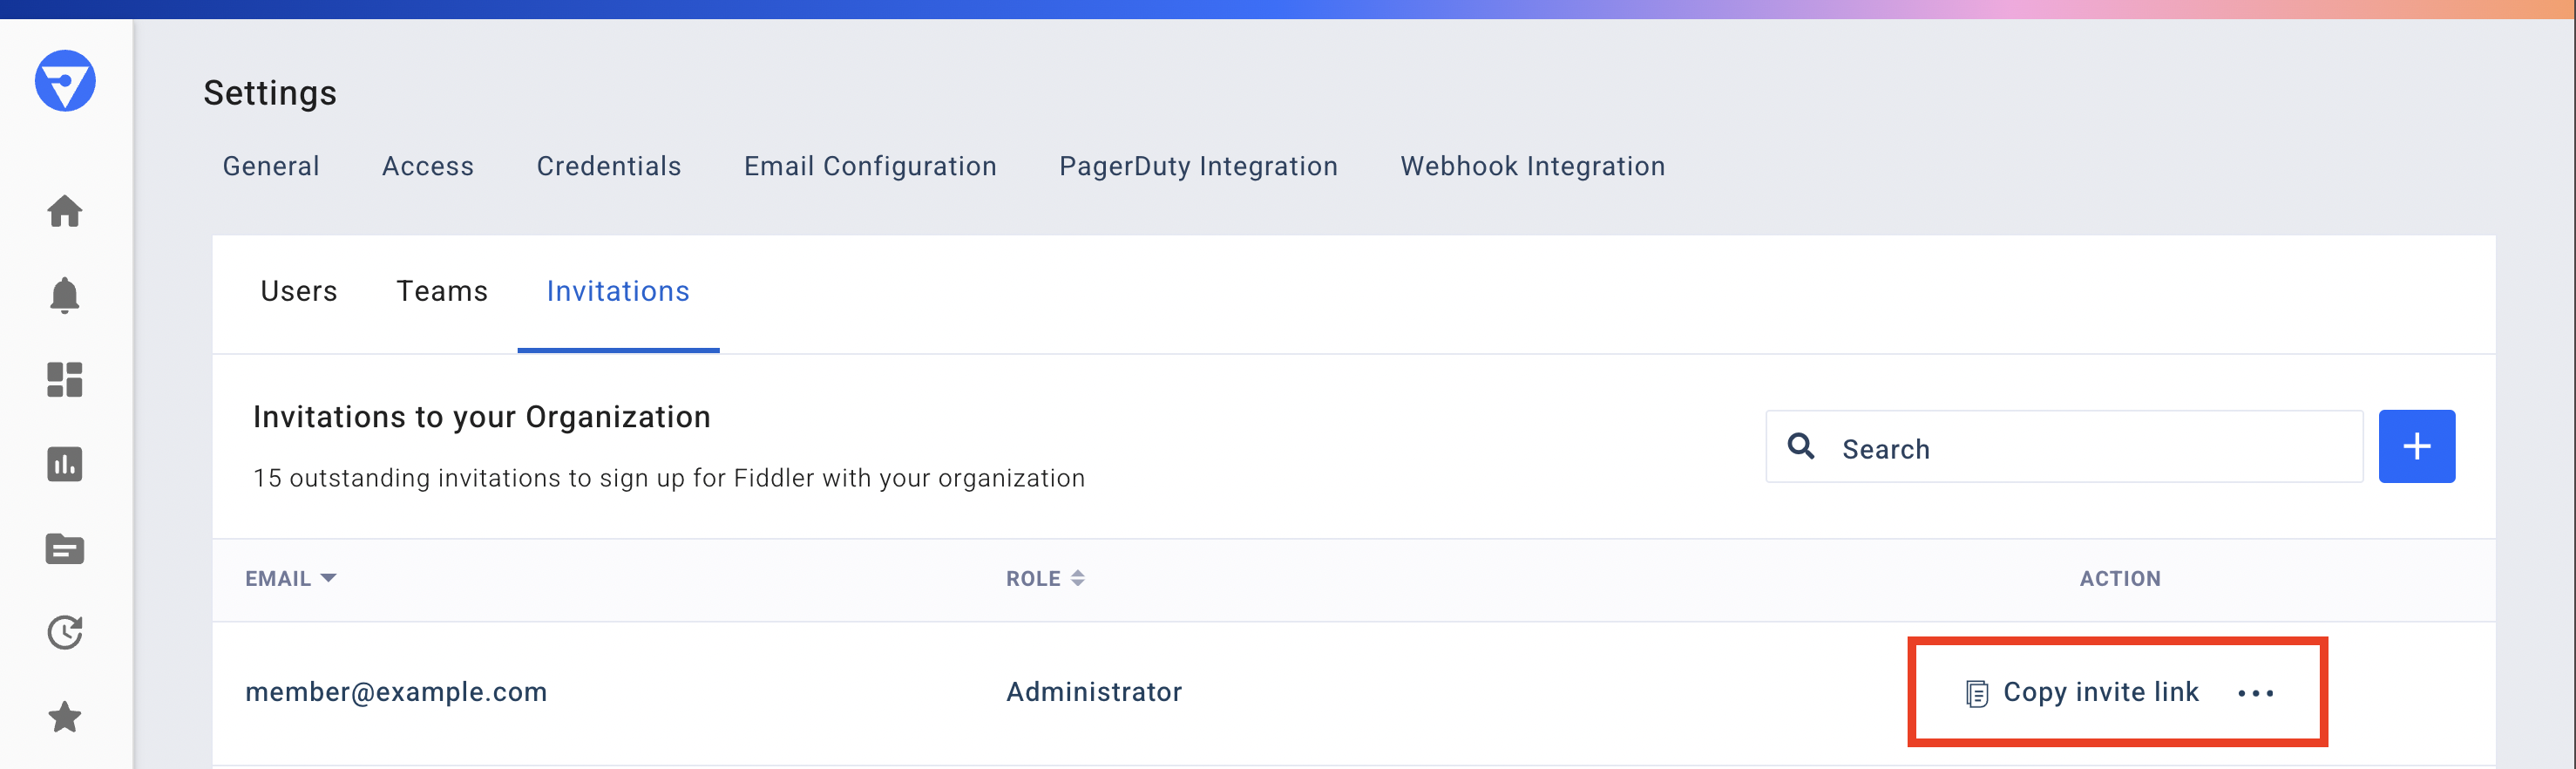 Settings
General Access Credentials Email Configuration PagerDuty Integration Webhook Integration
Users Teams Invitations
Invitations to your Organization
15 outstanding invitations to sign up for Fiddler with your organization
Search
EMAIL ROLE ACTION
member@example.com Administrator Copy invite link